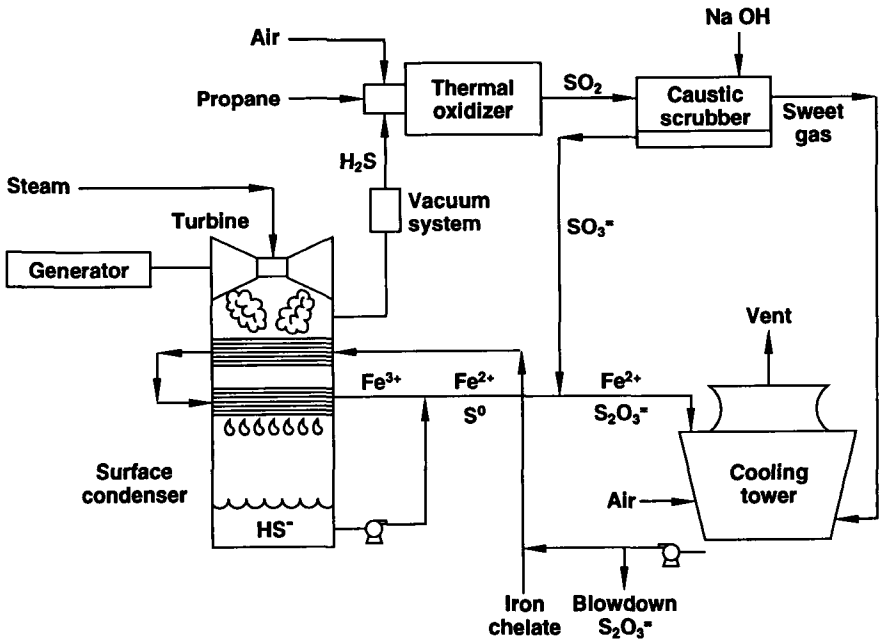 Air
Na OH
Propane
Thermal
oxidizer
SO₂
Caustic
scrubber
Sweet
gas
H₂S
Steam
Vacuum
system
Turbine
SO₃⁼
Generator
Vent
Fe³⁺
Fe²⁺
Fe²⁺
S⁰
S₂O₃⁼
Surface
condenser
Cooling
tower
Air
HS⁻
Iron
chelate
Blowdown
S₂O₃⁼